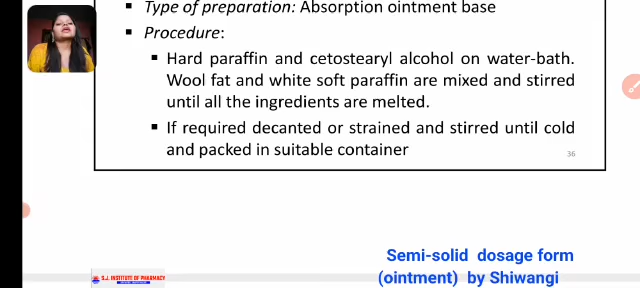 ▪ Type of preparation: Absorption ointment base
▪ Procedure:
▪ Hard paraffin and cetostearyl alcohol on water-bath.
Wool fat and white soft paraffin are mixed and stirred
until all the ingredients are melted.
▪ If required decanted or strained and stirred until cold
and packed in suitable container
36
Semi-solid dosage form
(ointment) by Shiwangi
S.J. INSTITUTE OF PHARMACY